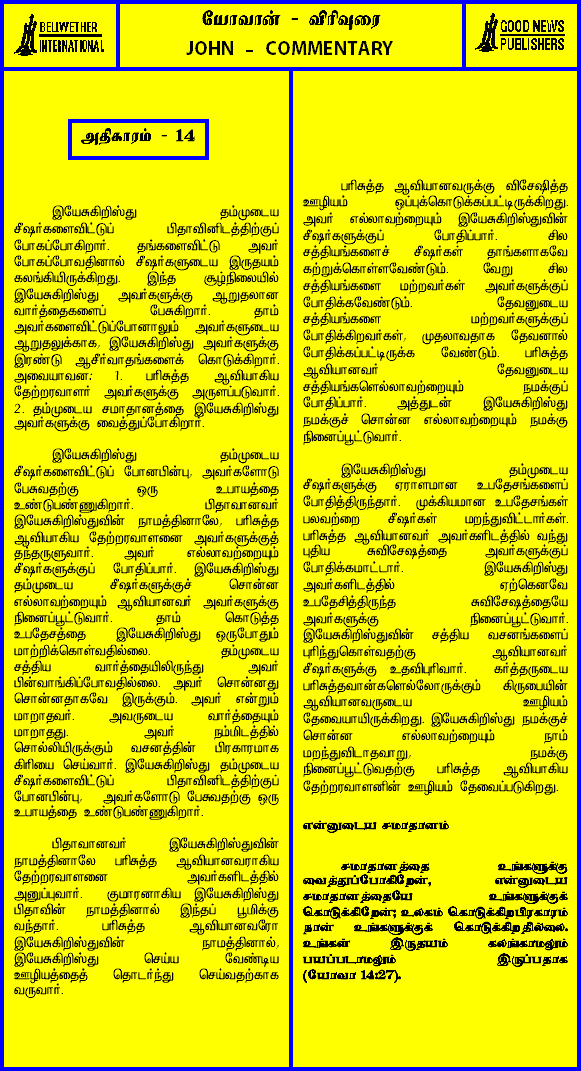 BELLWETHER
INTERNATIONAL
யோவான் - விரிவுரை
JOHN - COMMENTARY
GOOD NEWS
PUBLISHERS
அதிகாரம் - 14
இயேசுகிறிஸ்து தம்முடைய
சீஷர்களைவிட்டுப் பிதாவினிடத்திற்குப்
போகப்போகிறார். தங்களைவிட்டு அவர்
போகப்போவதினால் சீஷர்களுடைய இருதயம்
கலங்கியிருக்கிறது. இந்த சூழ்நிலையில்
இயேசுகிறிஸ்து அவர்களுக்கு ஆறுதலான
வார்த்தைகளைப் பேசுகிறார். தாம்
அவர்களைவிட்டுப்போனாலும் அவர்களுடைய
ஆறுதலுக்காக, இயேசுகிறிஸ்து அவர்களுக்கு
இரண்டு ஆசீர்வாதங்களைக் கொடுக்கிறார்.
அவையாவன: 1. பரிசுத்த ஆவியாகிய
தேற்றரவாளர் அவர்களுக்கு அருளப்படுவார்.
2. தம்முடைய சமாதானத்தை இயேசுகிறிஸ்து
அவர்களுக்கு வைத்துப்போகிறார்.
இயேசுகிறிஸ்து தம்முடைய
சீஷர்களைவிட்டுப் போனபின்பு, அவர்களோடு
பேசுவதற்கு ஒரு உபாயத்தை
உண்டுபண்ணுகிறார். பிதாவானவர்
இயேசுகிறிஸ்துவின் நாமத்தினாலே, பரிசுத்த
ஆவியாகிய தேற்றரவாளனை அவர்களுக்குத்
தந்தருளுவார். அவர் எல்லாவற்றையும்
சீஷர்களுக்குப் போதிப்பார். இயேசுகிறிஸ்து
தம்முடைய சீஷர்களுக்குச் சொன்ன
எல்லாவற்றையும் ஆவியானவர் அவர்களுக்கு
நினைப்பூட்டுவார். தாம் கொடுத்த
உபதேசத்தை இயேசுகிறிஸ்து ஒருபோதும்
மாற்றிக்கொள்வதில்லை. தம்முடைய
சத்திய வார்த்தையிலிருந்து அவர்
பின்வாங்கிப்போவதில்லை. அவர் சொன்னது
சொன்னதாகவே இருக்கும். அவர் என்றும்
மாறாதவர். அவருடைய வார்த்தையும்
மாறாதது. அவர் நம்மிடத்தில்
சொல்லியிருக்கும் வசனத்தின் பிரகாரமாக
கிரியை செய்வார். இயேசுகிறிஸ்து தம்முடைய
சீஷர்களைவிட்டுப் பிதாவினிடத்திற்குப்
போனபின்பு, அவர்களோடு பேசுவதற்கு ஒரு
உபாயத்தை உண்டுபண்ணுகிறார்.
பிதாவானவர் இயேசுகிறிஸ்துவின்
நாமத்தினாலே பரிசுத்த ஆவியானவராகிய
தேற்றரவாளனை அவர்களிடத்தில்
அனுப்புவார். குமாரனாகிய இயேசுகிறிஸ்து
பிதாவின் நாமத்தினால் இந்தப் பூமிக்கு
வந்தார். பரிசுத்த ஆவியானவரோ
இயேசுகிறிஸ்துவின் நாமத்தினால்,
இயேசுகிறிஸ்து செய்ய வேண்டிய
ஊழியத்தைத் தொடர்ந்து செய்வதற்காக
வருவார்.
பரிசுத்த ஆவியானவருக்கு விசேஷித்த
ஊழியம் ஒப்புக்கொடுக்கப்பட்டிருக்கிறது.
அவர் எல்லாவற்றையும் இயேசுகிறிஸ்துவின்
சீஷர்களுக்குப் போதிப்பார். சில
சத்தியங்களைச் சீஷர்கள் தாங்களாகவே
கற்றுக்கொள்ளவேண்டும். வேறு சில
சத்தியங்களை மற்றவர்கள் அவர்களுக்குப்
போதிக்கவேண்டும். தேவனுடைய
சத்தியங்களை மற்றவர்களுக்குப்
போதிக்கிறவர்கள், முதலாவதாக தேவனால்
போதிக்கப்பட்டிருக்க வேண்டும். பரிசுத்த
ஆவியானவர் தேவனுடைய
சத்தியங்களெல்லாவற்றையும் நமக்குப்
போதிப்பார். அத்துடன் இயேசுகிறிஸ்து
நமக்குச் சொன்ன எல்லாவற்றையும் நமக்கு
நினைப்பூட்டுவார்.
இயேசுகிறிஸ்து தம்முடைய
சீஷர்களுக்கு ஏராளமான உபதேசங்களைப்
போதித்திருந்தார். முக்கியமான உபதேசங்கள்
பலவற்றை சீஷர்கள் மறந்துவிட்டார்கள்.
பரிசுத்த ஆவியானவர் அவர்களிடத்தில் வந்து
புதிய சுவிசேஷத்தை அவர்களுக்குப்
போதிக்கமாட்டார். இயேசுகிறிஸ்து
அவர்களிடத்தில் ஏற்கெனவே
உபதேசித்திருந்த சுவிசேஷத்தையே
அவர்களுக்கு நினைப்பூட்டுவார்.
இயேசுகிறிஸ்துவின் சத்திய வசனங்களைப்
புரிந்துகொள்வதற்கு ஆவியானவர்
சீஷர்களுக்கு உதவிபுரிவார். கர்த்தருடைய
பரிசுத்தவான்களெல்லோருக்கும் கிருபையின்
ஆவியானவருடைய ஊழியம்
தேவையாயிருக்கிறது. இயேசுகிறிஸ்து நமக்குச்
சொன்ன எல்லாவற்றையும் நாம்
மறந்துவிடாதவாறு, நமக்கு
நினைப்பூட்டுவதற்கு பரிசுத்த ஆவியாகிய
தேற்றரவாளனின் ஊழியம் தேவைப்படுகிறது.
என்னுடைய சமாதானம்
சமாதானத்தை உங்களுக்கு
வைத்துப்போகிறேன், என்னுடைய
சமாதானத்தையே உங்களுக்குக்
கொடுக்கிறேன்; உலகம் கொடுக்கிறபிரகாரம்
நான் உங்களுக்குக் கொடுக்கிறதில்லை.
உங்கள் இருதயம் கலங்காமலும்
பயப்படாமலும் இருப்பதாக
(யோவா 14:27).